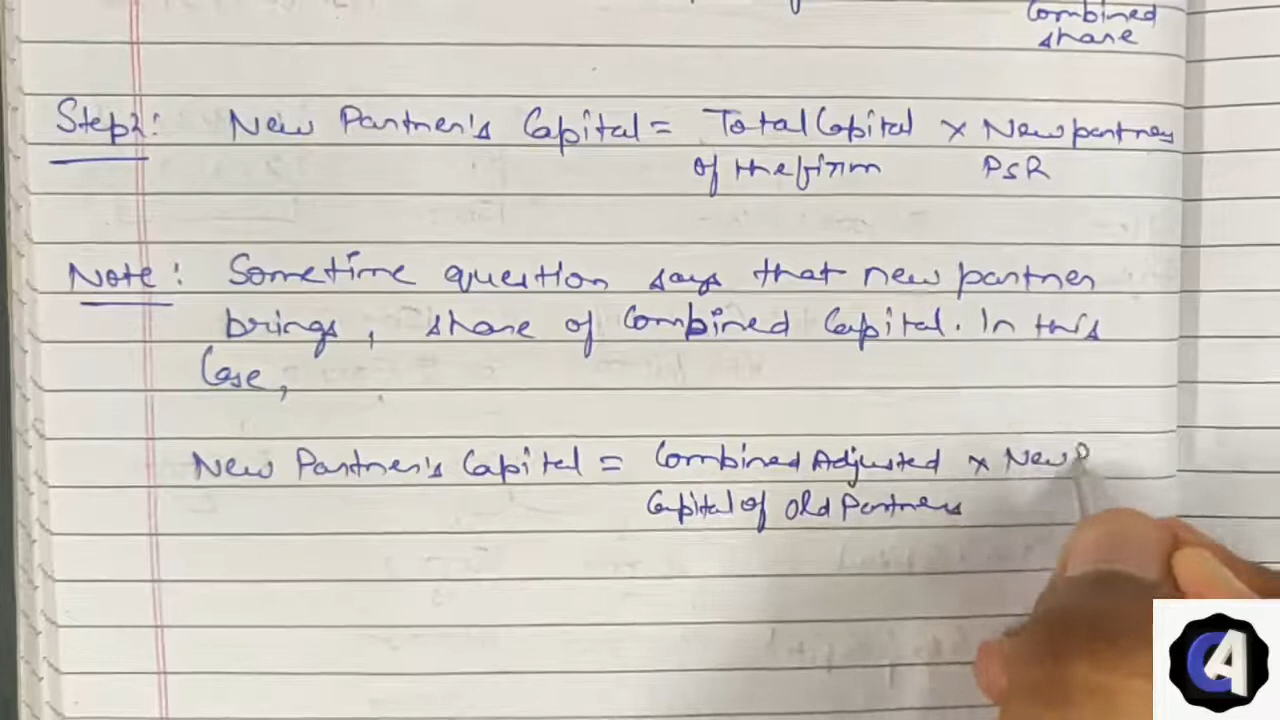 Combined
share
Step2: New Partner's Capital = Total Capital × New partners
of the firm PSR
Note: Sometime question says that new partner
brings, share of Combined Capital. In this
Case,
New Partner's Capital = Combined Adjusted × New P
Capital of Old Partners
CA